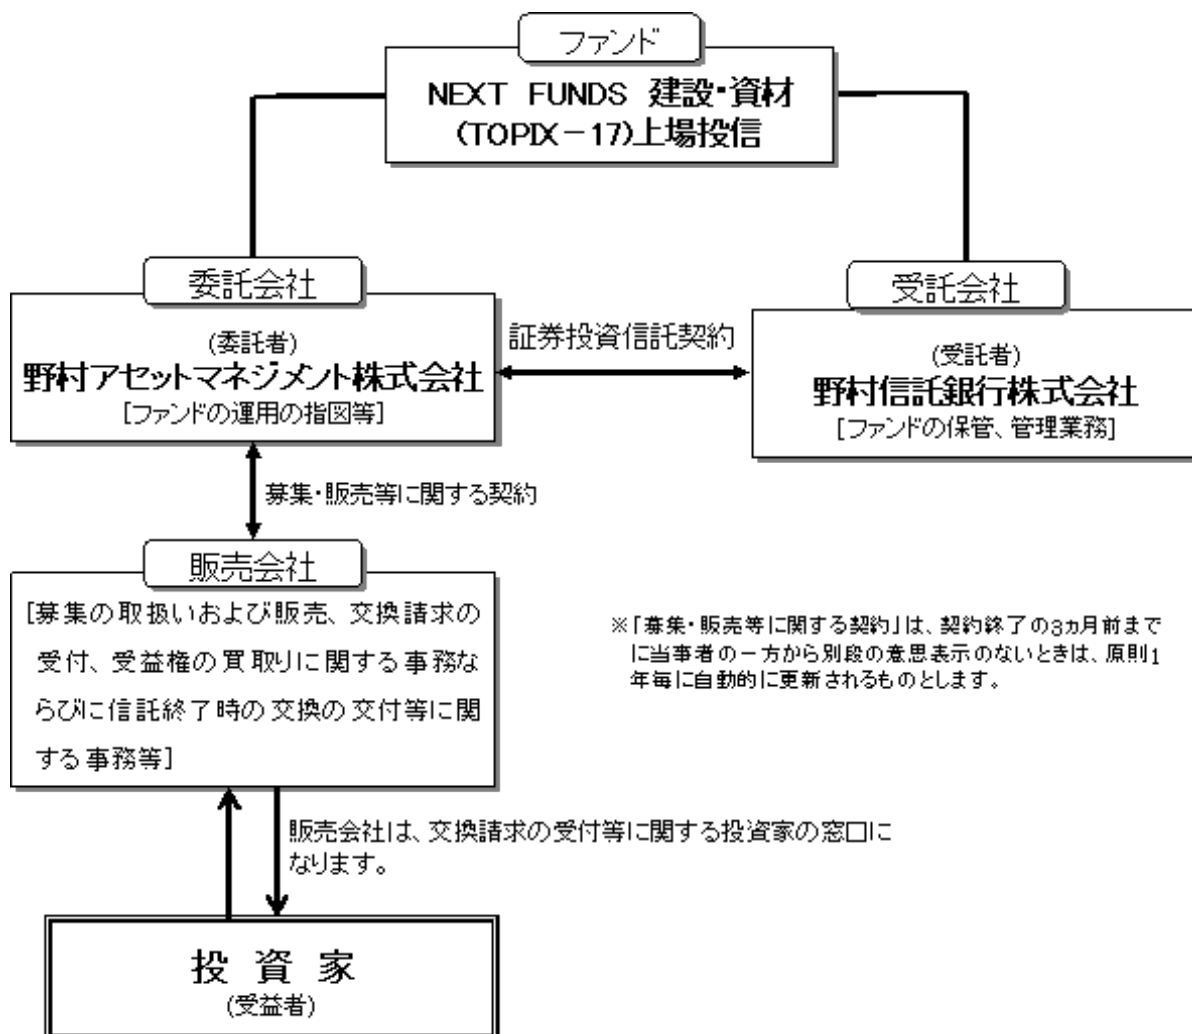 ファンド
NEXT FUNDS 建設・資材
(TOPIX-17)上場投信
委託会社
(委託者)
野村アセットマネジメント株式会社
[ファンドの運用の指図等]
証券投資信託契約
受託会社
(受託者)
野村信託銀行株式会社
[ファンドの保管、管理業務]
募集・販売等に関する契約
販売会社
[募集の取扱いおよび販売、交換請求の
受付、受益権の買取りに関する事務な
らびに信託終了時の交換の交付等に関
する事務等]
※「募集・販売等に関する契約」は、契約終了の3ヵ月前まで
に当事者の一方から別段の意思表示のないときは、原則1
年毎に自動的に更新されるものとします。
販売会社は、交換請求の受付等に関する投資家の窓口に
なります。
投資家
(受益者)